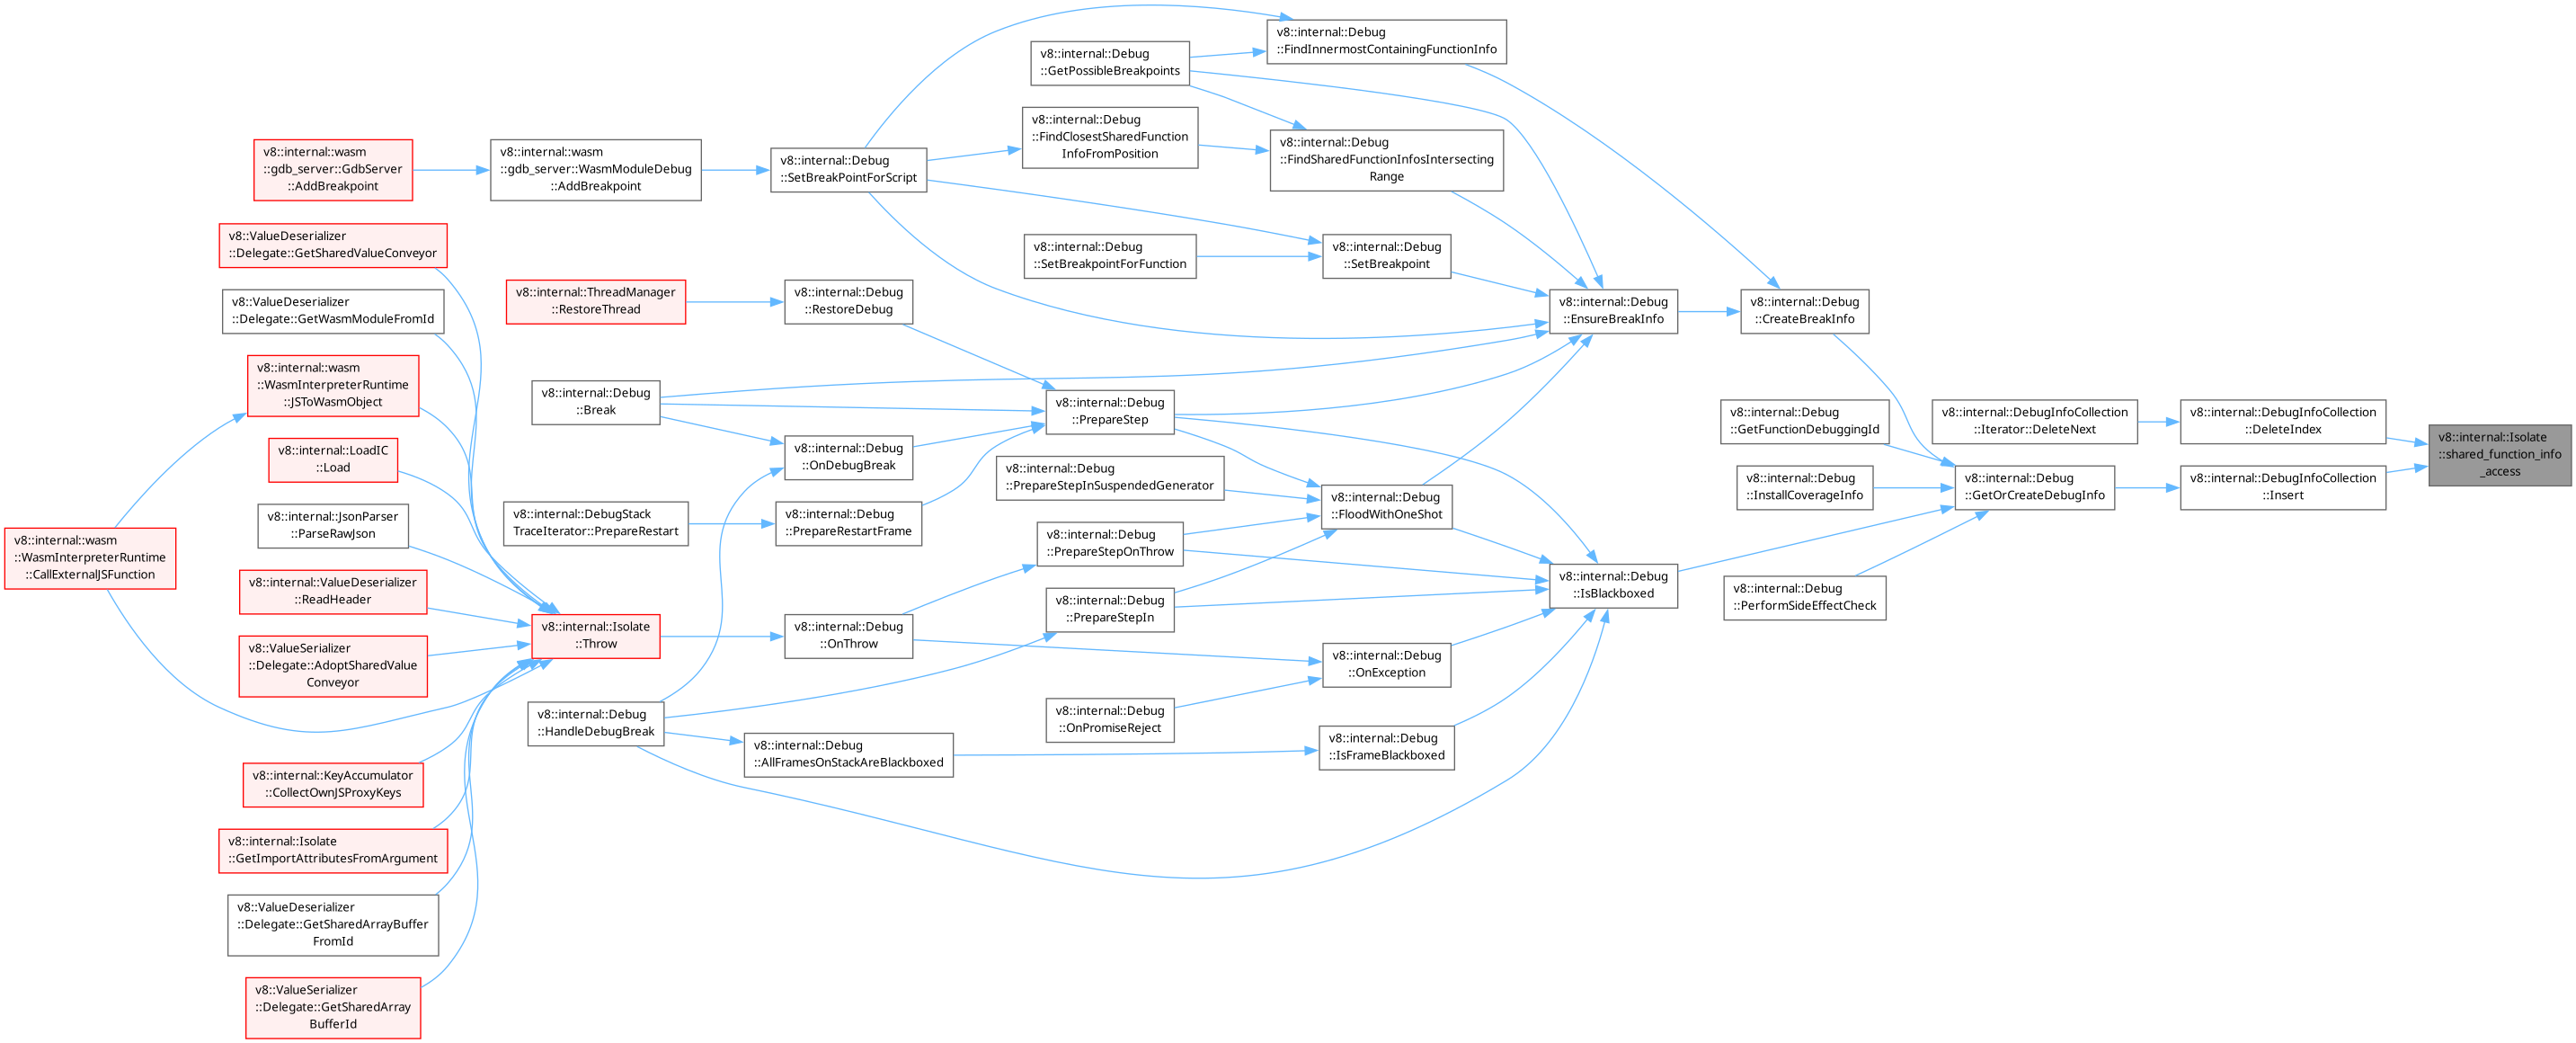 v8::internal::Debug
::FindInnermostContainingFunctionInfo
v8::internal::Debug
::GetPossibleBreakpoints
v8::internal::Debug
::FindClosestSharedFunction
InfoFromPosition
v8::internal::Debug
::FindSharedFunctionInfosIntersecting
Range
v8::internal::wasm
::gdb_server::GdbServer
::AddBreakpoint
v8::internal::wasm
::gdb_server::WasmModuleDebug
::AddBreakpoint
v8::internal::Debug
::SetBreakPointForScript
v8::ValueDeserializer
::Delegate::GetSharedValueConveyor
v8::internal::Debug
::SetBreakpointForFunction
v8::internal::Debug
::SetBreakpoint
v8::ValueDeserializer
::Delegate::GetWasmModuleFromId
v8::internal::ThreadManager
::RestoreThread
v8::internal::Debug
::RestoreDebug
v8::internal::Debug
::EnsureBreakInfo
v8::internal::Debug
::CreateBreakInfo
v8::internal::wasm
::WasmInterpreterRuntime
::JSToWasmObject
v8::internal::Debug
::Break
v8::internal::Debug
::PrepareStep
v8::internal::Debug
::GetFunctionDebuggingId
v8::internal::DebugInfoCollection
::Iterator::DeleteNext
v8::internal::DebugInfoCollection
::DeleteIndex
v8::internal::Isolate
::shared_function_info
_access
v8::internal::LoadIC
::Load
v8::internal::Debug
::OnDebugBreak
v8::internal::Debug
::PrepareStepInSuspendedGenerator
v8::internal::Debug
::InstallCoverageInfo
v8::internal::Debug
::GetOrCreateDebugInfo
v8::internal::DebugInfoCollection
::Insert
v8::internal::JsonParser
::ParseRawJson
v8::internal::DebugStack
TraceIterator::PrepareRestart
v8::internal::Debug
::PrepareRestartFrame
v8::internal::Debug
::FloodWithOneShot
v8::internal::wasm
::WasmInterpreterRuntime
::CallExternalJSFunction
v8::internal::Debug
::PrepareStepOnThrow
v8::internal::ValueDeserializer
::ReadHeader
v8::internal::Debug
::IsBlackboxed
v8::internal::Debug
::PerformSideEffectCheck
v8::internal::Debug
::PrepareStepIn
v8::internal::Isolate
::Throw
v8::internal::Debug
::OnThrow
v8::ValueSerializer
::Delegate::AdoptSharedValue
Conveyor
v8::internal::Debug
::OnException
v8::internal::Debug
::OnPromiseReject
v8::internal::Debug
::HandleDebugBreak
v8::internal::Debug
::AllFramesOnStackAreBlackboxed
v8::internal::Debug
::IsFrameBlackboxed
v8::internal::KeyAccumulator
::CollectOwnJSProxyKeys
v8::internal::Isolate
::GetImportAttributesFromArgument
v8::ValueDeserializer
::Delegate::GetSharedArrayBuffer
FromId
v8::ValueSerializer
::Delegate::GetSharedArray
BufferId